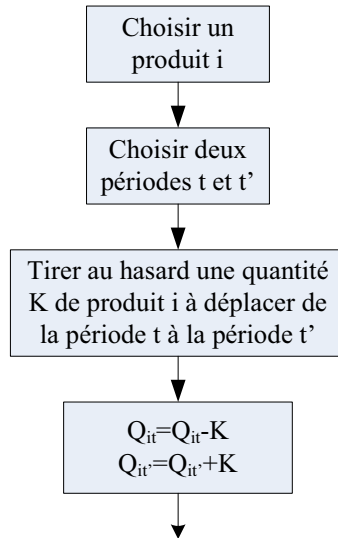 Choisir un
produit i
Choisir deux
périodes t et t’
Tirer au hasard une quantité
K de produit i à déplacer de
la période t à la période t’
Qit=Qit-K
Qit’=Qit’+K